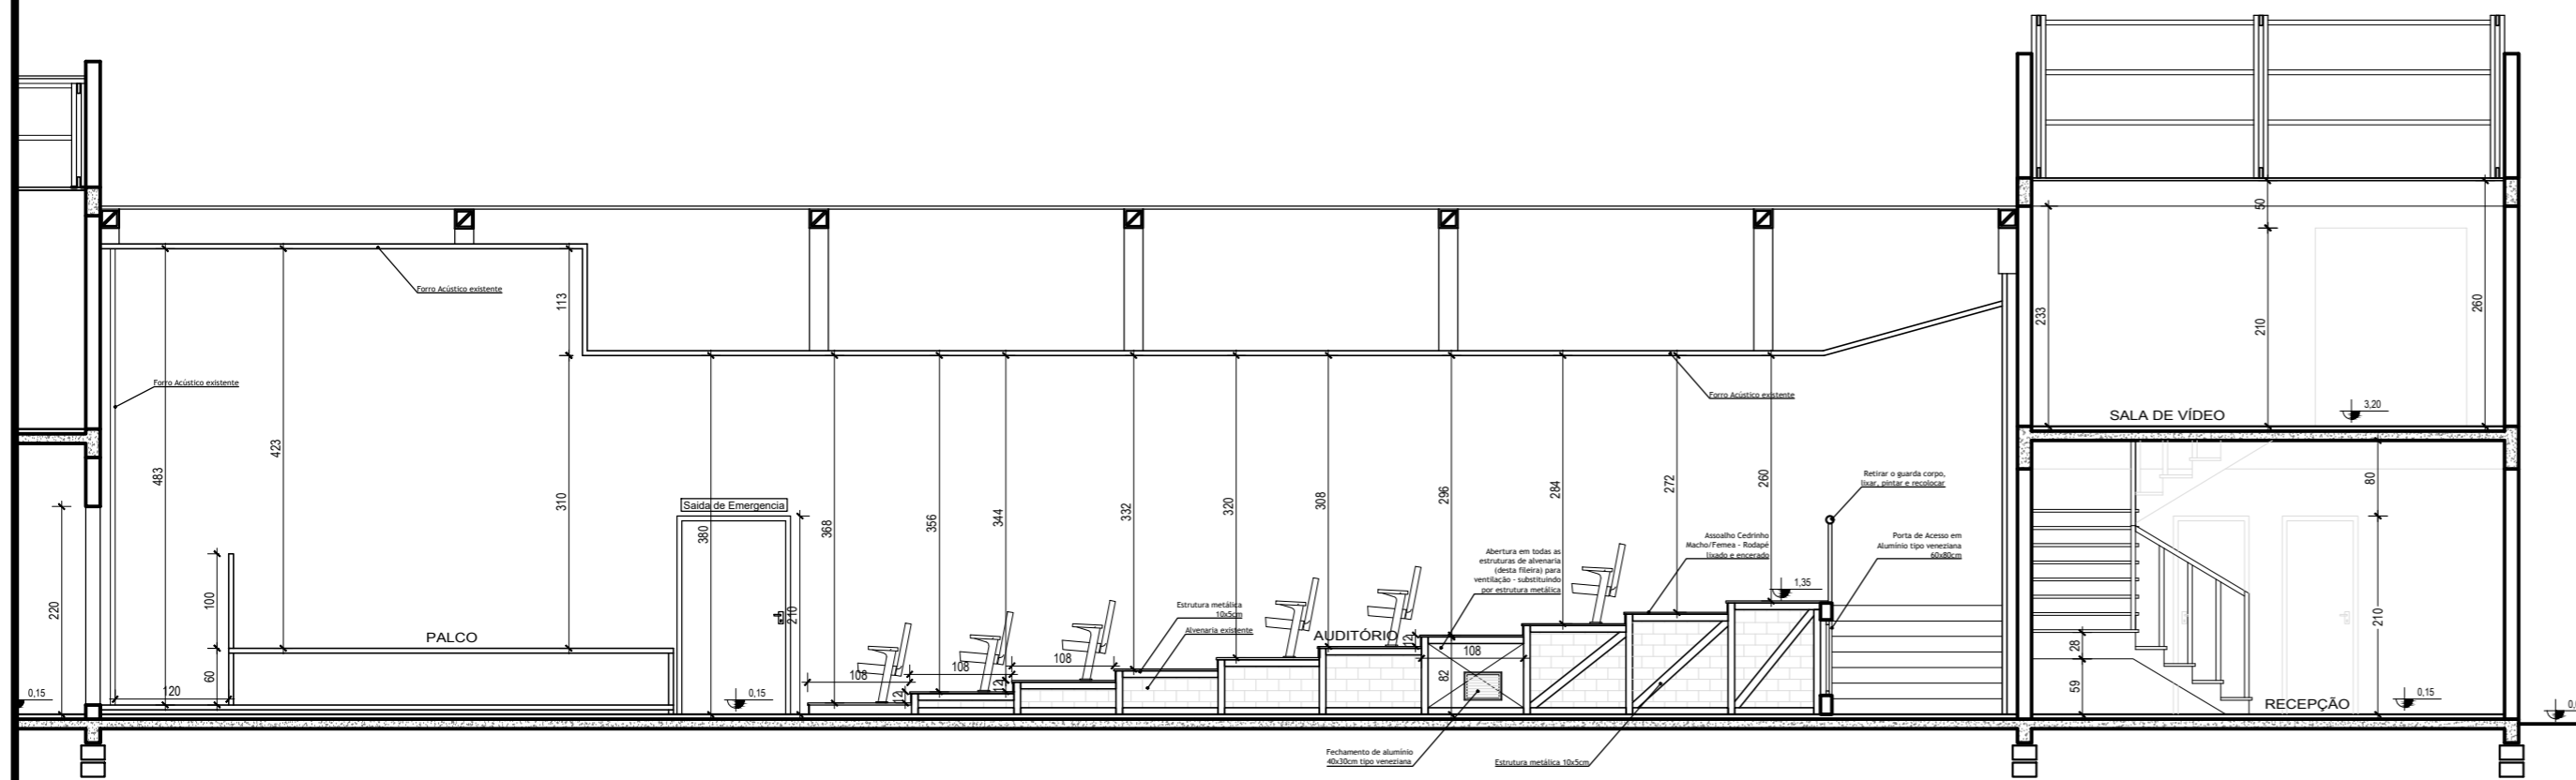 50
233
210
260
113
Forro Acústico existente
Forro Acústico existente
Forro Acústico existente
SALA DE VÍDEO
3,20
423
483
310
380
368
356
344
332
320
308
296
284
272
260
80
Retirar o guarda corpo,
lixar, pintar e recolocar
Saida de Emergencia
Assoalho Cedrinho
Macho/Femea - Rodapé
lixado e encerado
Porta de Acesso em
Alumínio tipo veneziana
60x80cm
Abertura em todas as
estruturas de alvenaria
(desta fileira) para
ventilação - substituindo
por estrutura metálica
1,35
220
100
210
210
Estrutura metálica
10x5cm
Alvenaria existente
PALCO
AUDITÓRIO
12
108
108
108
108
28
82
60
59
120
12
12
0,15
0,15
0,15
RECEPÇÃO
Fechamento de alumínio
40x30cm tipo veneziana
Estrutura metálica 10x5cm